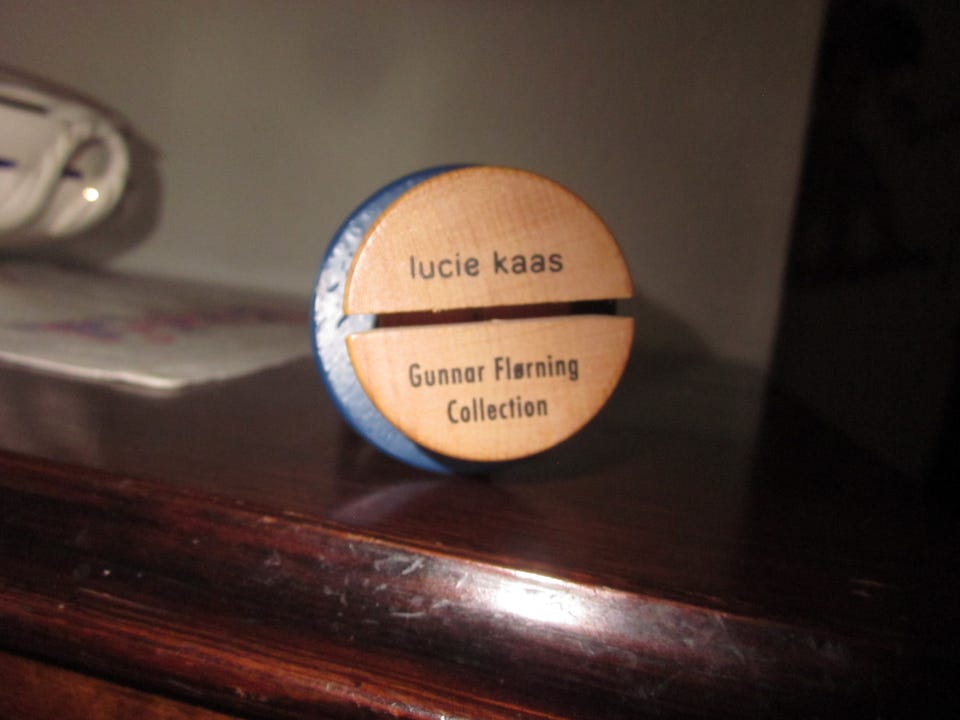 lucie kaas
Gunnar Flørning
Collection